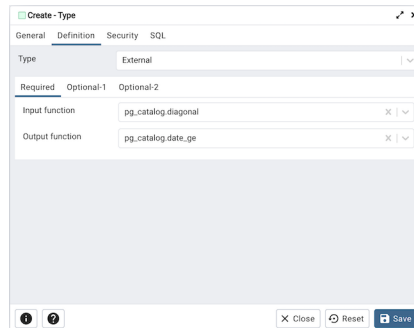 Create - Type
General Definition Security SQL
Type External
Required Optional-1 Optional-2
Input function pg_catalog.diagonal
Output function pg_catalog.date_ge
Close Reset Save